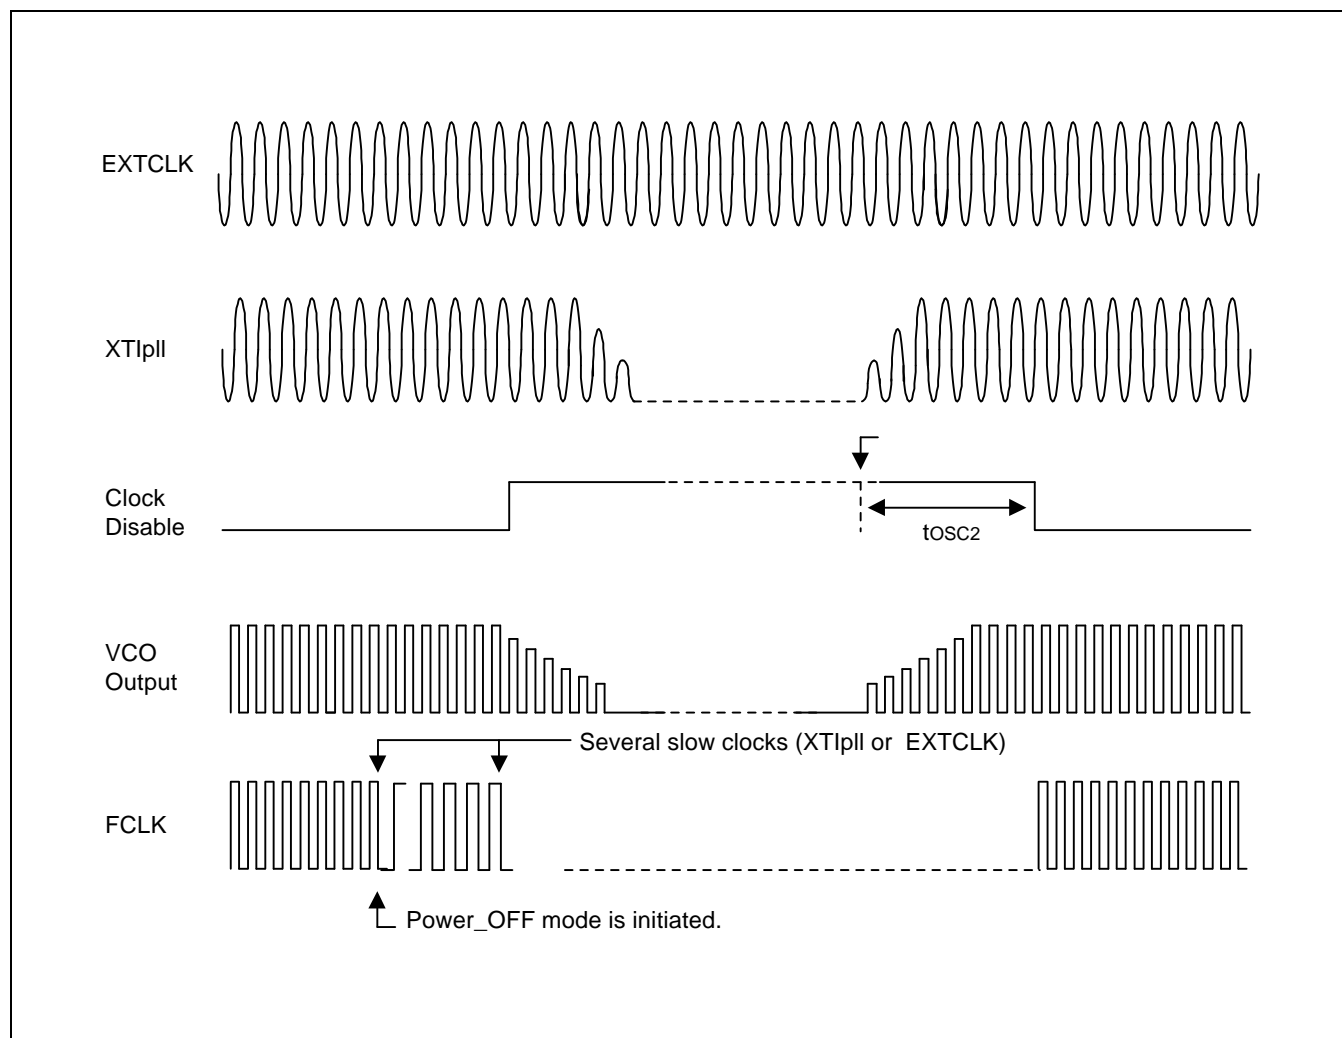 EXTCLK
XTIpll
Clock
Disable
tOSC2
VCO
Output
Several slow clocks (XTIpll or EXTCLK)
FCLK
Power_OFF mode is initiated.